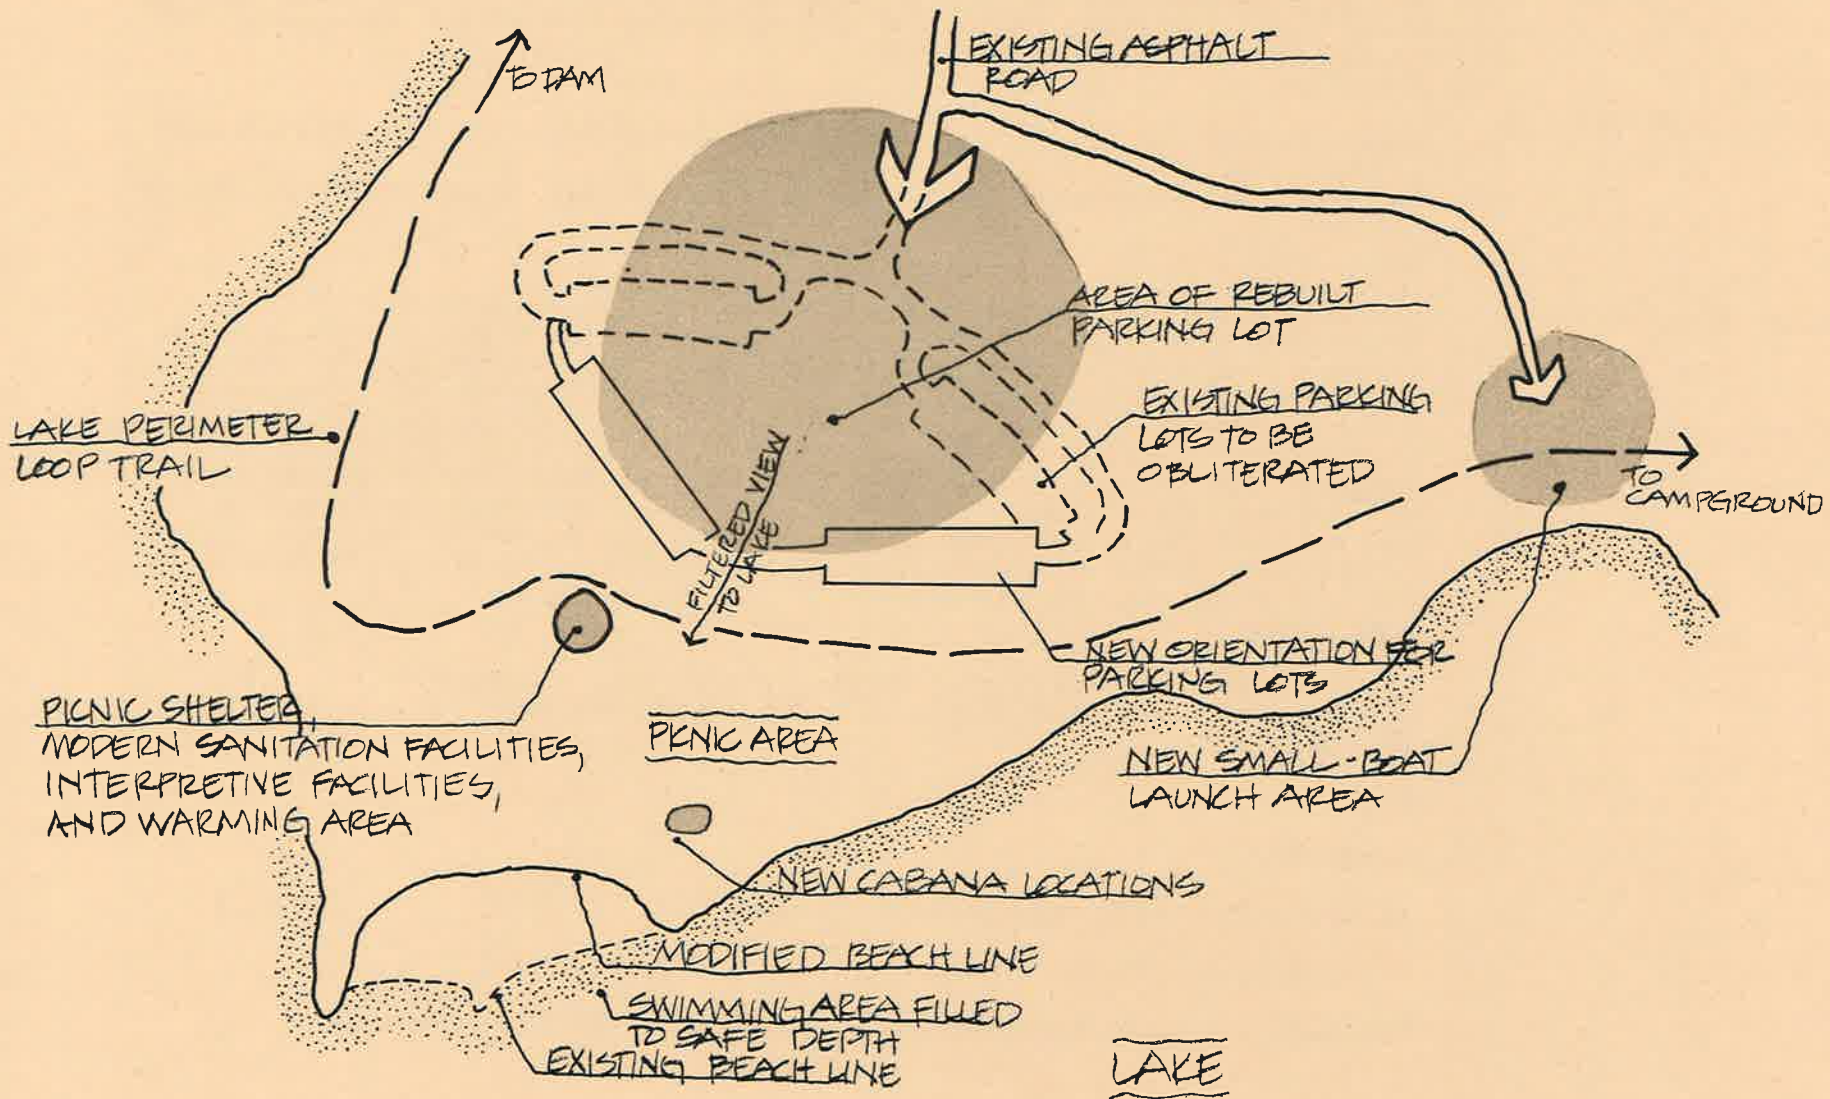 EXISTING ASPHALT
ROAD
TO DAM
AREA OF REBUILT
PARKING LOT
EXISTING PARKING
LOTS TO BE
OBLITERATED
LAKE PERIMETER
LOOP TRAIL
FILTERED VIEW
TO LAKE
TO
CAMPGROUND
NEW ORIENTATION FOR
PARKING LOTS
PICNIC SHELTER,
MODERN SANITATION FACILITIES,
INTERPRETIVE FACILITIES,
AND WARMING AREA
PICNIC AREA
NEW SMALL-BOAT
LAUNCH AREA
NEW CABANA LOCATIONS
MODIFIED BEACH LINE
SWIMMING AREA FILLED
TO SAFE DEPTH
EXISTING BEACH LINE
LAKE